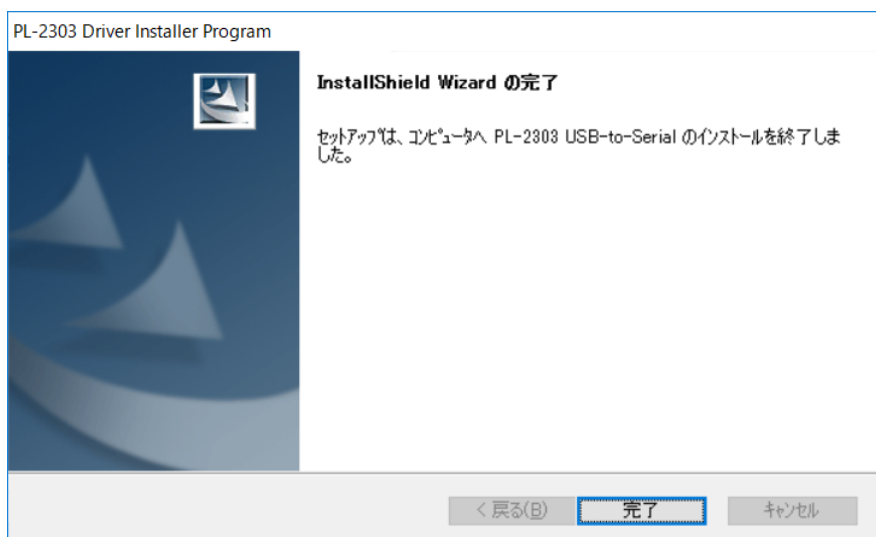 PL-2303 Driver Installer Program
InstallShield Wizard の完了
セットアップは、コンピュータへ PL-2303 USB-to-Serial のインストールを終了しま
した。
< 戻る(B)
完了
キャンセル